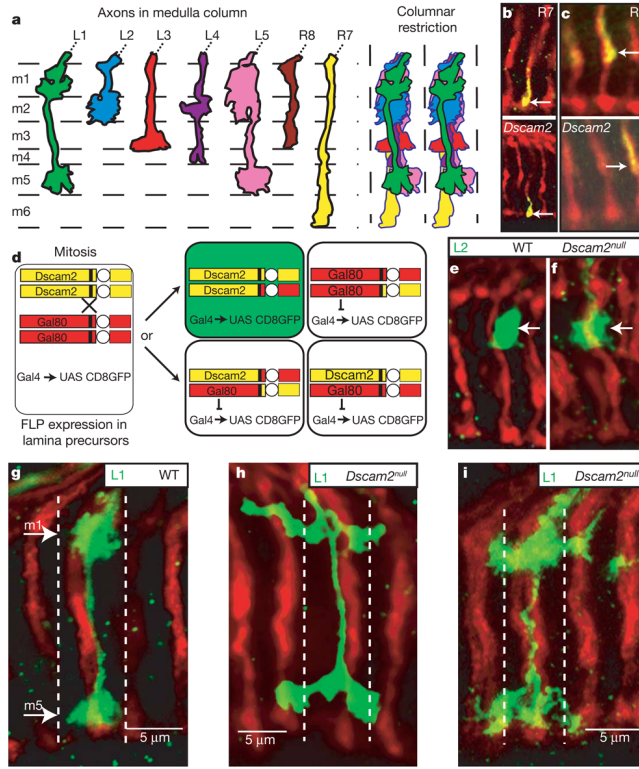 a
Axons in medulla column
L1
L2
L3
L4
L5
R8
R7
Columnar
restriction
m1
m2
m3
m4
m5
m6
b
R7
Dscam2
c
R
Dscam2
d
Mitosis
Dscam2
Dscam2
Gal80
Gal80
Gal4 → UAS CD8GFP
FLP expression in
lamina precursors
or
Dscam2
Dscam2
Gal4 → UAS CD8GFP
Gal80
Gal80
Gal4 → UAS CD8GFP
Dscam2
Gal80
Gal4 → UAS CD8GFP
Dscam2
Gal80
Gal4 → UAS CD8GFP
L2 WT Dscam2null
e
f
g
L1 WT
m1
m5
5 µm
h
L1 Dscam2null
5 µm
i
L1 Dscam2null
5 µm